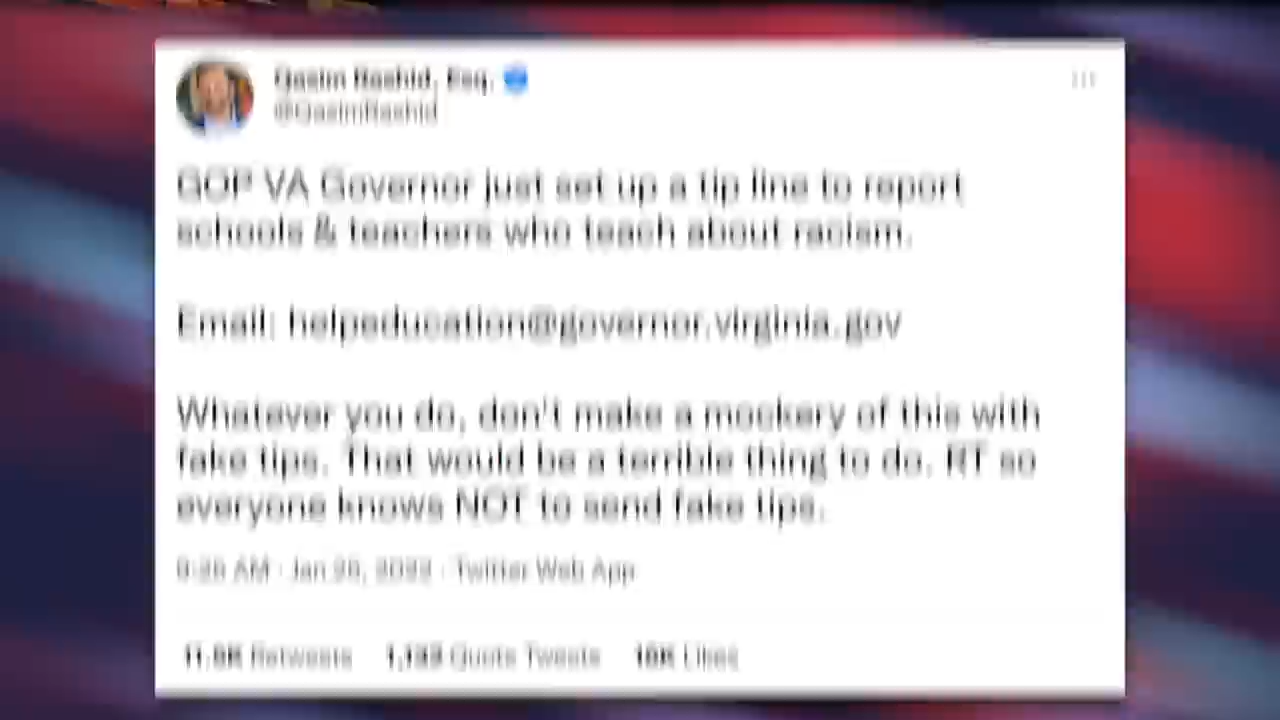 Qasim Rashid, Esq.
@QasimRashid
GOP VA Governor just set up a tip line to report
schools & teachers who teach about racism.
Email: helpeducation@governor.virginia.gov
Whatever you do, don't make a mockery of this with
fake tips. That would be a terrible thing to do. RT so
everyone knows NOT to send fake tips.
AM · Jan 2022 · Twitter Web App
Retweets Quote Tweets Likes